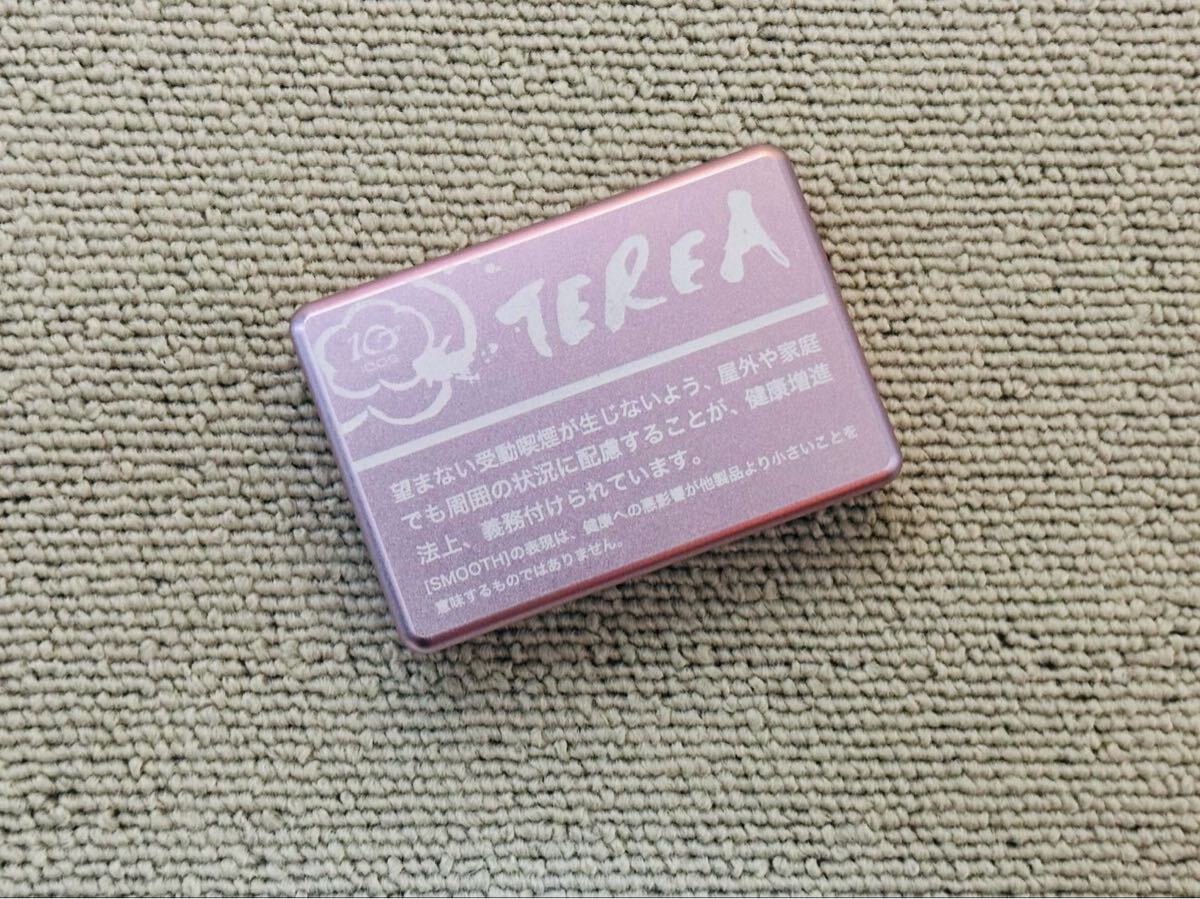 TEREA
10
IQOS
望まない受動喫煙が生じないよう、屋外や家庭
でも周囲の状況に配慮することが、健康増進
法上、義務付けられています。
[SMOOTH]の表現は、健康への悪影響が他製品より小さいことを
意味するものではありません。